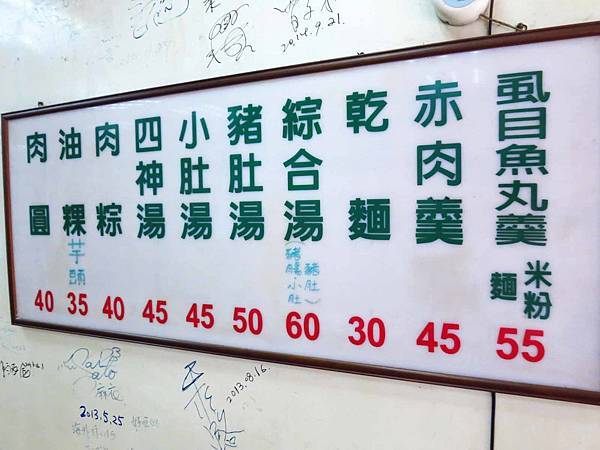 虱目魚丸羹 米粉 麵 55
赤肉羹 45
乾麵 30
綜合湯 (豬腸小肚 豬肚) 60
豬肚湯 50
小肚湯 45
四神湯 45
肉粽 40
油粿 芋頭 35
肉圓 40
2014.9.21.
2013.5.25
2013.08.16.